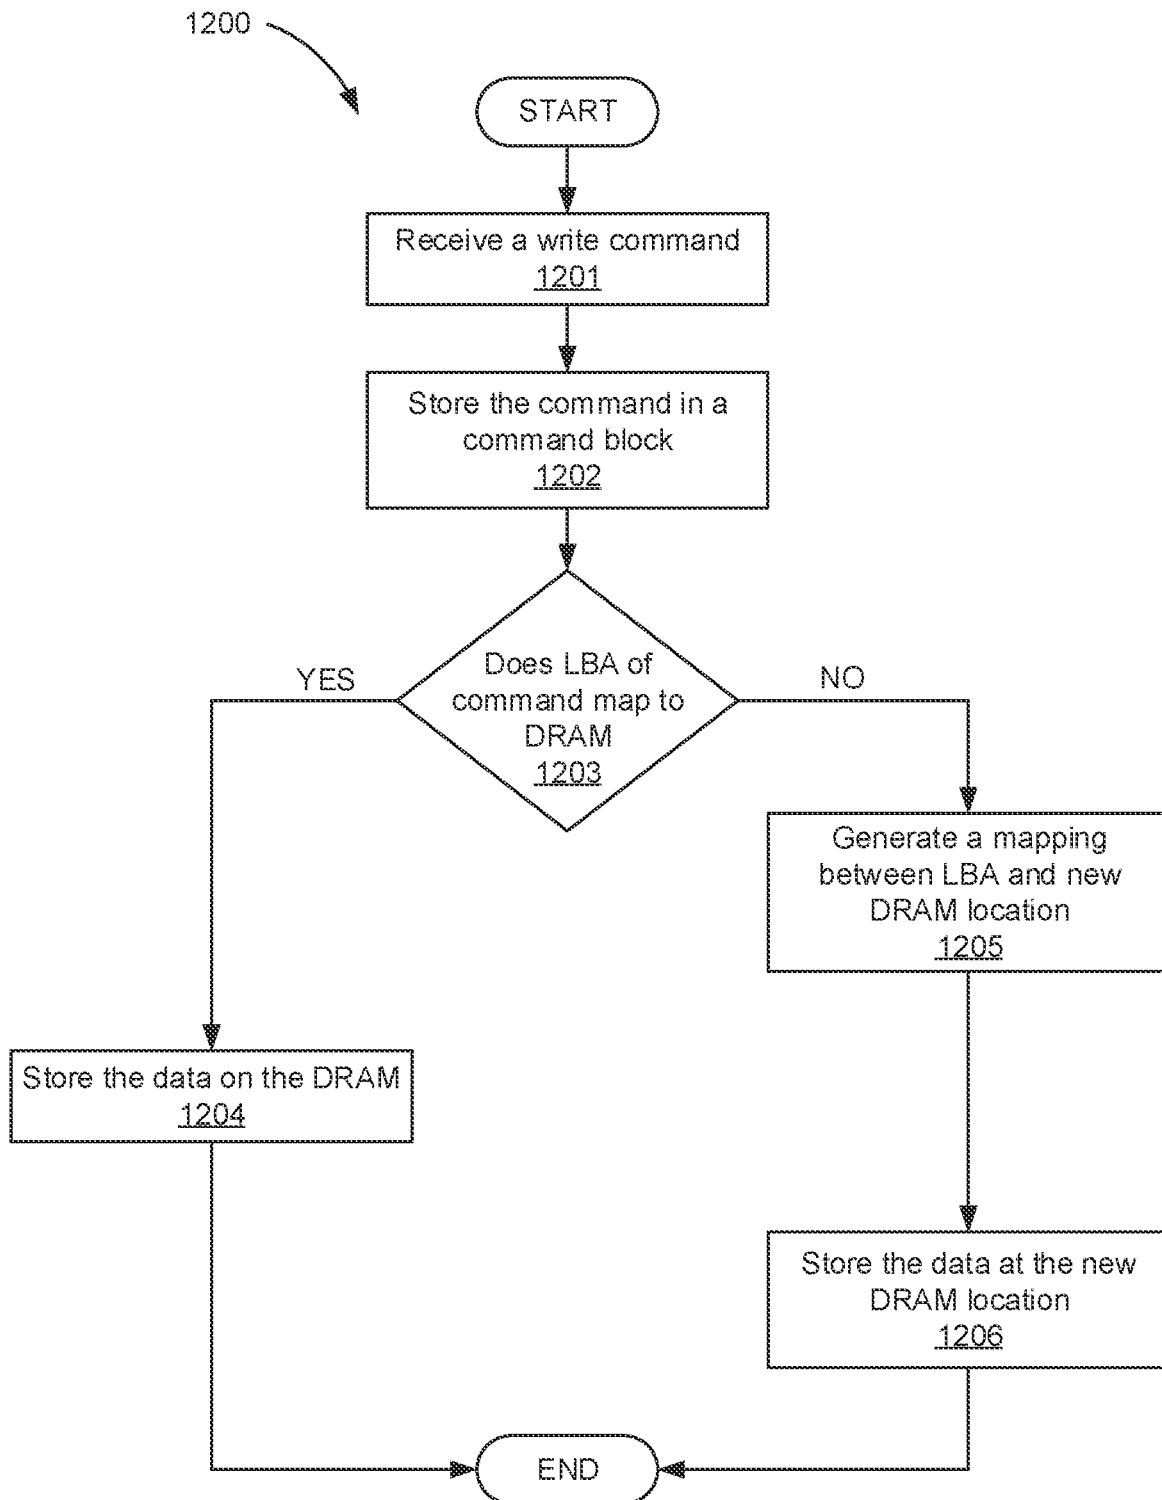 1200
START
Receive a write command
1201
Store the command in a
command block
1202
Does LBA of
command map to
DRAM
1203
YES
NO
Generate a mapping
between LBA and new
DRAM location
1205
Store the data on the DRAM
1204
Store the data at the new
DRAM location
1206
END